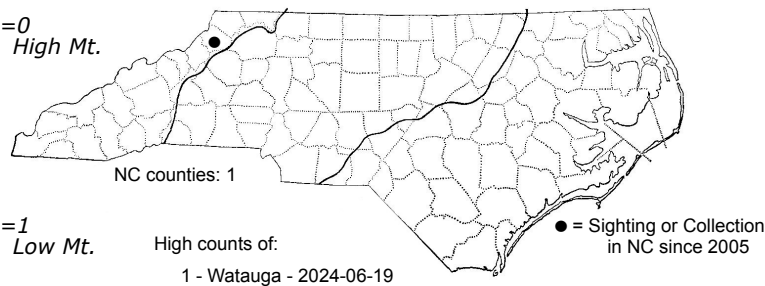 =0
High Mt.
NC counties: 1
=1
Low Mt.
High counts of:
1 - Watauga - 2024-06-19
● = Sighting or Collection
in NC since 2005